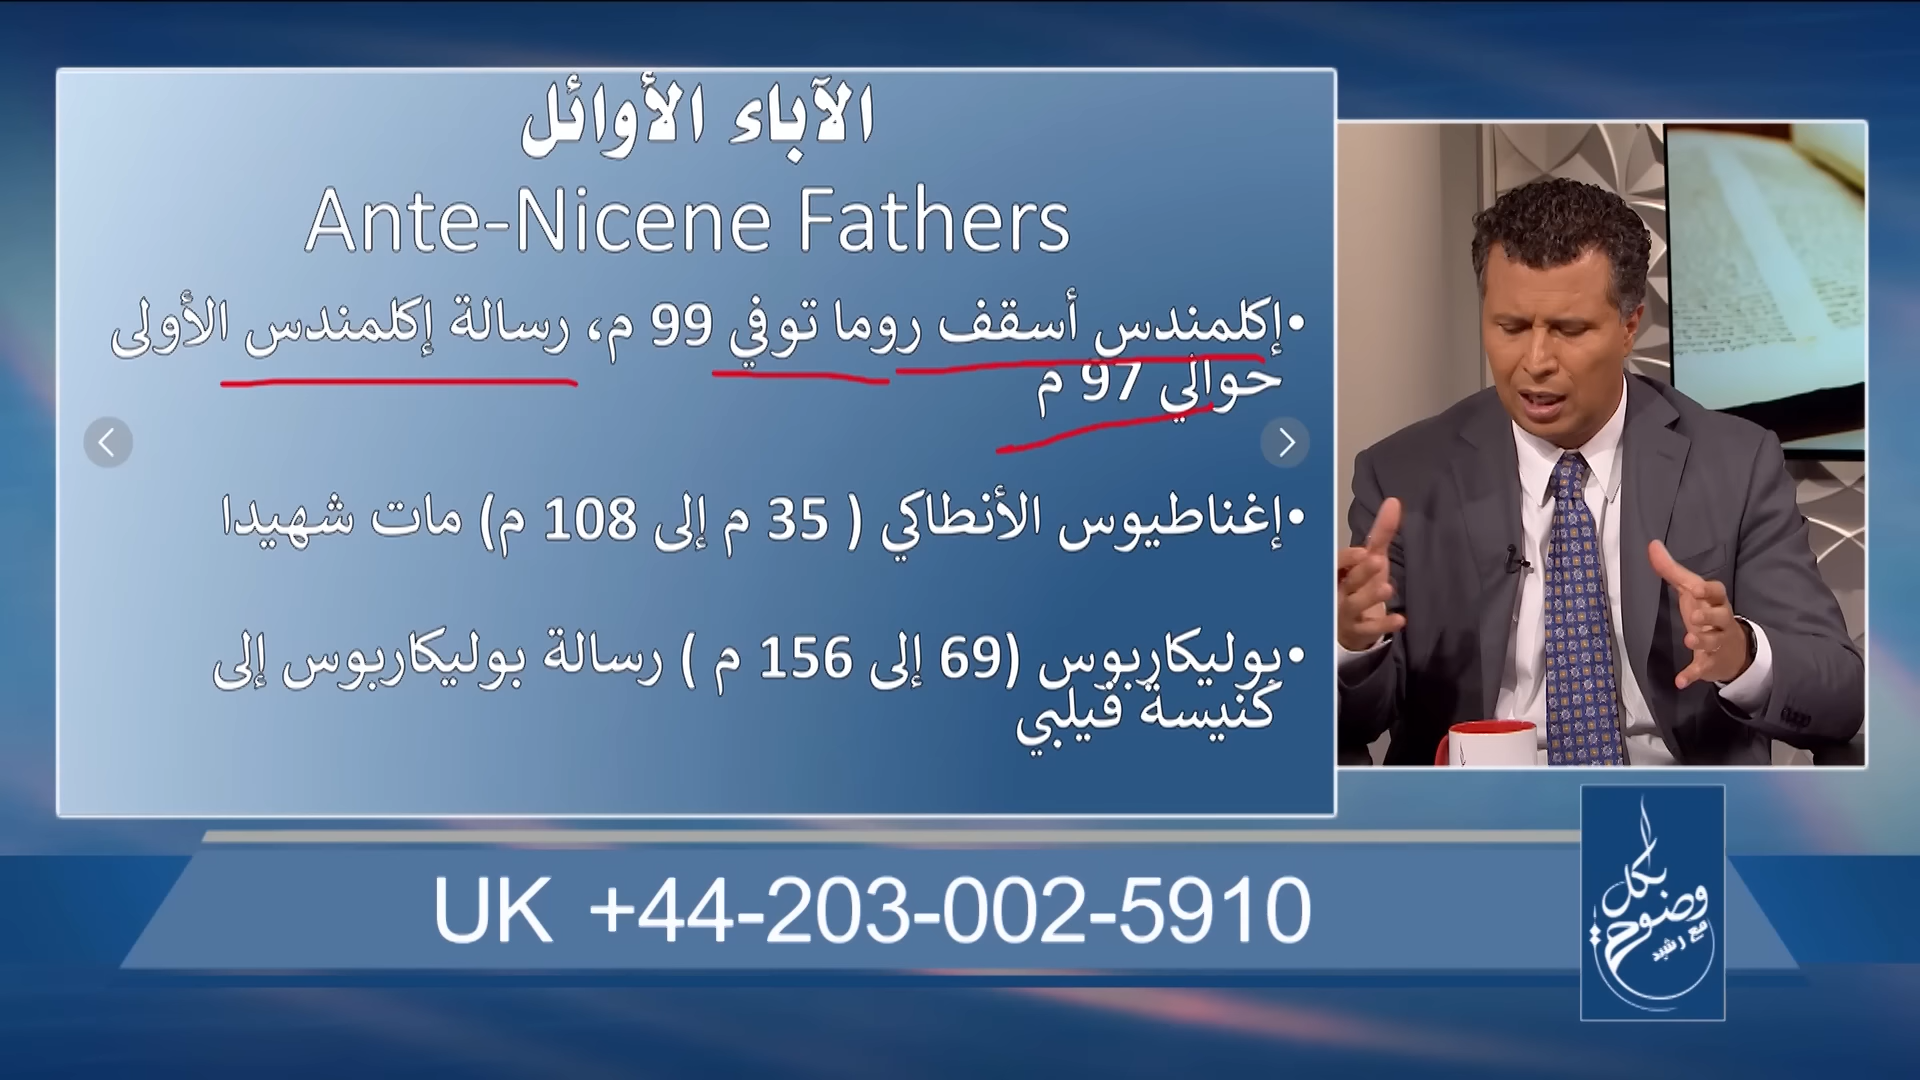 الآباء الأوائل
Ante-Nicene Fathers
•إكلمندس أسقف روما توفي 99 م، رسالة إكلمندس الأولى
حوالي 97 م
•إغناطيوس الأنطاكي ( 35 م إلى 108 م) مات شهيدا
•بوليكاربوس (69 إلى 156 م ) رسالة بوليكاربوس إلى
كنيسة فيلبي
UK +44-203-002-5910
بكل
وضوح
مع رشيد